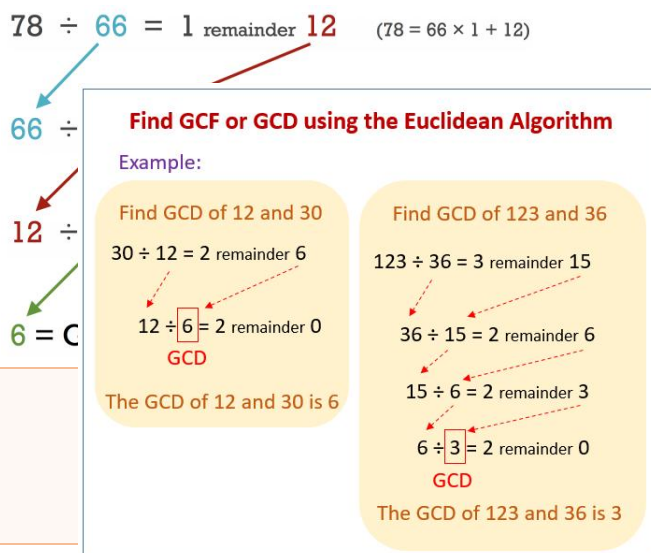 78 ÷ 66 = 1 remainder 12 (78 = 66 × 1 + 12)
66 ÷
12 ÷
6 =
Find GCF or GCD using the Euclidean Algorithm
Example:
Find GCD of 12 and 30
30 ÷ 12 = 2 remainder 6
12 ÷ 6 = 2 remainder 0
GCD
The GCD of 12 and 30 is 6
Find GCD of 123 and 36
123 ÷ 36 = 3 remainder 15
36 ÷ 15 = 2 remainder 6
15 ÷ 6 = 2 remainder 3
6 ÷ 3 = 2 remainder 0
GCD
The GCD of 123 and 36 is 3